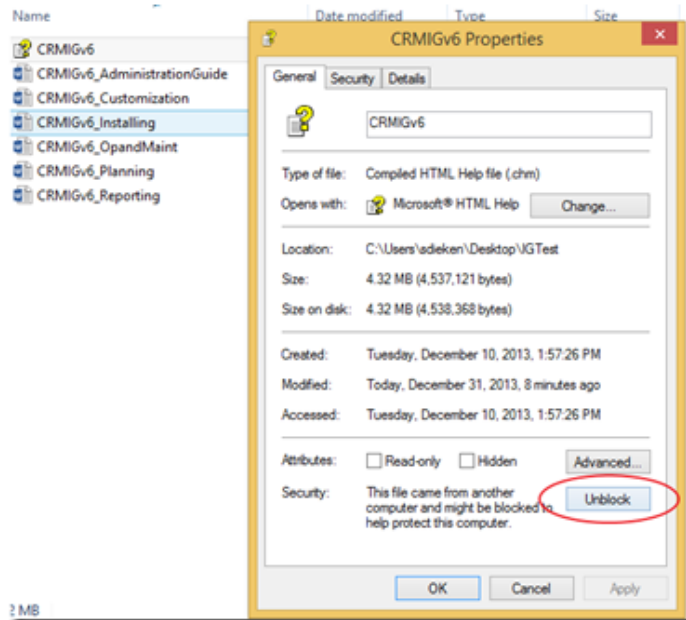 Name Date modified Type Size
CRMIGv6
CRMIGv6_AdministrationGuide
CRMIGv6_Customization
CRMIGv6_Installing
CRMIGv6_OpandMaint
CRMIGv6_Planning
CRMIGv6_Reporting
2 MB
CRMIGv6 Properties
General Security Details
CRMIGv6
Type of file: Compiled HTML Help file (.chm)
Opens with: Microsoft® HTML Help Change...
Location: C:\Users\sdieken\Desktop\IGTest
Size: 4.32 MB (4,537,121 bytes)
Size on disk: 4.32 MB (4,538,368 bytes)
Created: Tuesday, December 10, 2013, 1:57:26 PM
Modified: Today, December 31, 2013, 8 minutes ago
Accessed: Tuesday, December 10, 2013, 1:57:26 PM
Attributes: Read-only Hidden Advanced...
Security: This file came from another
computer and might be blocked to
help protect this computer.
Unblock
OK Cancel Apply